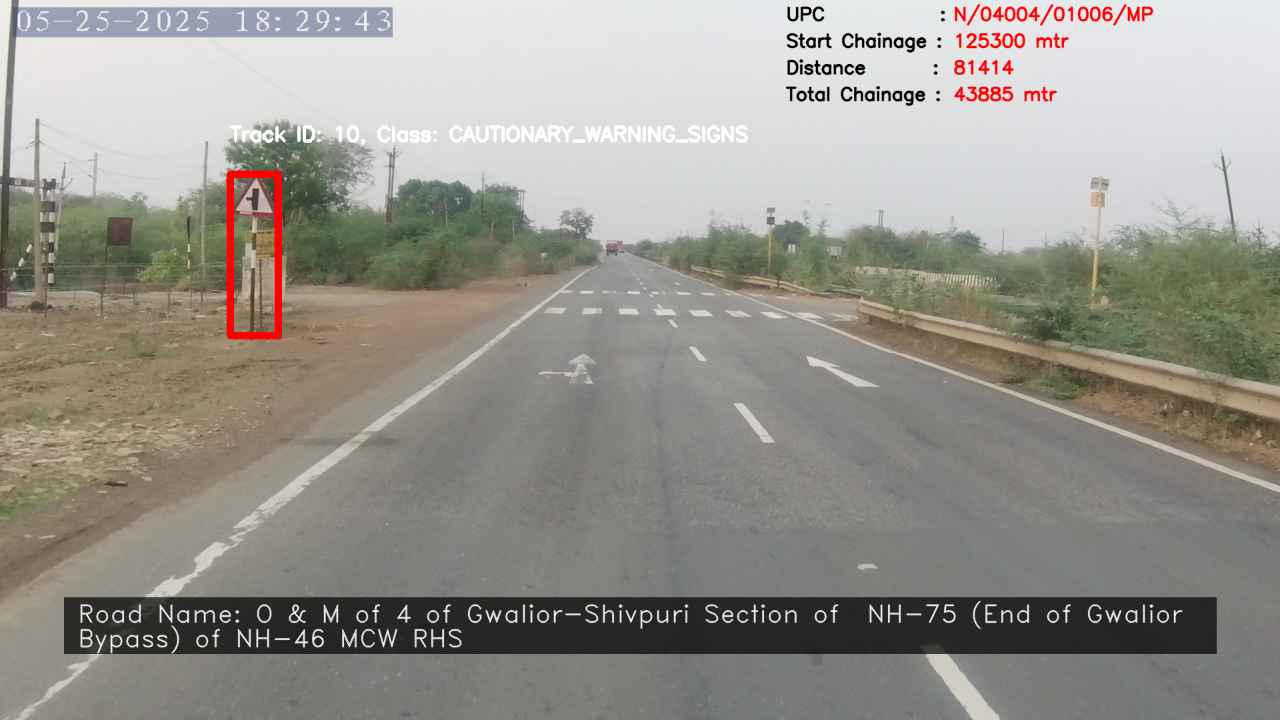 05-25-2025 18:29:43
UPC : N/04004/01006/MP
Start Chainage : 125300 mtr
Distance : 81414
Total Chainage : 43885 mtr
Track ID: 10, Class: CAUTIONARY_WARNING_SIGNS
Road Name: O & M of 4 of Gwalior-Shivpuri Section of NH-75 (End of Gwalior
Bypass) of NH-46 MCW RHS